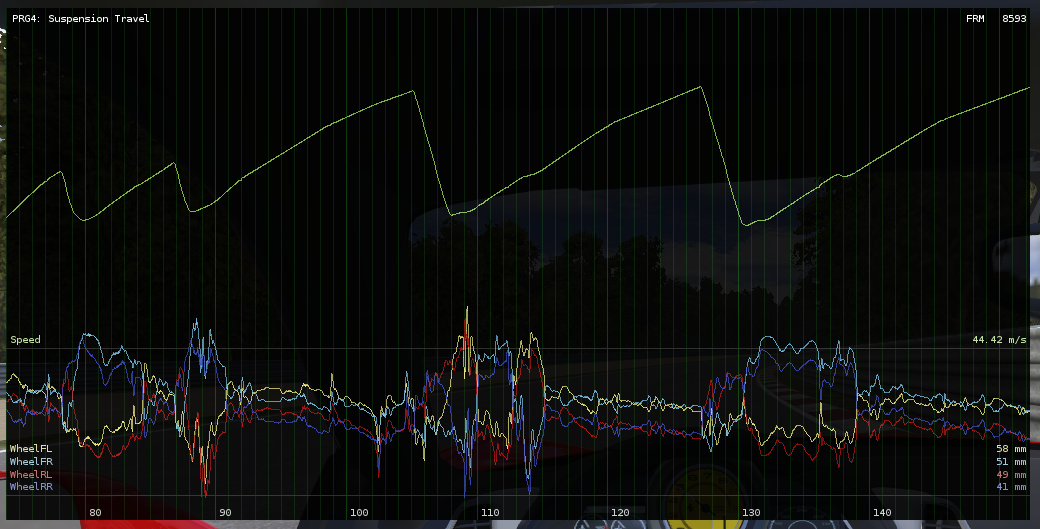 PRG4: Suspension Travel FRM 8593
Speed 44.42 m/s
WheelFL 58 mm
WheelFR 51 mm
WheelRL 49 mm
WheelRR 41 mm
80 90 100 110 120 130 140